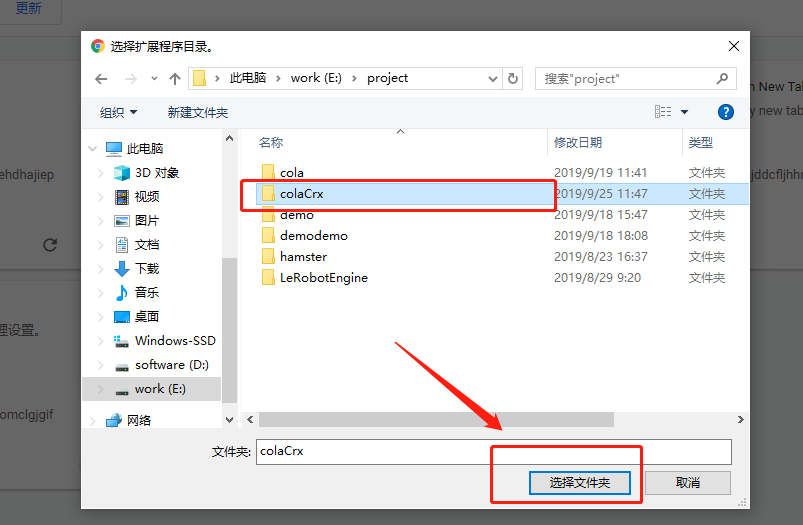 更新
选择扩展程序目录。
此电脑 work (E:) project
搜索"project"
组织 新建文件夹
名称 修改日期 类型
此电脑
3D 对象
视频
图片
文档
下载
音乐
桌面
Windows-SSD
software (D:)
work (E:)
网络
cola 2019/9/19 11:41 文件夹
colaCrx 2019/9/25 11:47 文件夹
demo 2019/9/18 15:47 文件夹
demodemo 2019/9/18 18:08 文件夹
hamster 2019/8/23 16:37 文件夹
LeRobotEngine 2019/8/29 9:20 文件夹
文件夹: colaCrx
选择文件夹 取消
ehdhajiep
理设置。
omclgjgif
New Tab
y new tab
jddcfljhhr